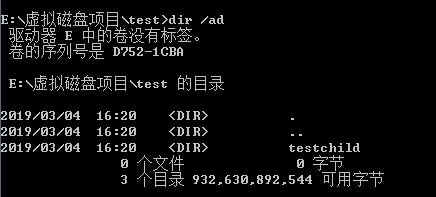 E:\虚拟磁盘项目\test>dir /ad
驱动器 E 中的卷没有标签。
卷的序列号是 D752-1CBA
E:\虚拟磁盘项目\test 的目录
2019/03/04  16:20    <DIR>          .
2019/03/04  16:20    <DIR>          ..
2019/03/04  16:20    <DIR>          testchild
0 个文件              0 字节
3 个目录 932,630,892,544 可用字节